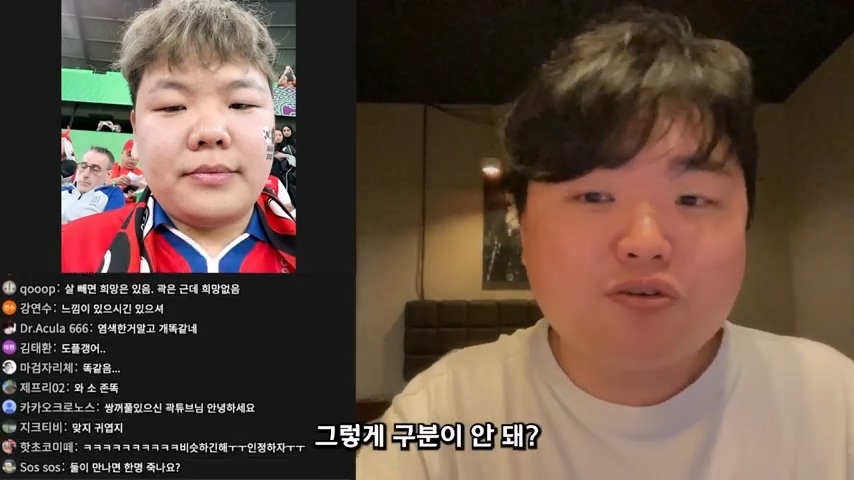 qooop: 살 빼면 희망은 있음. 곽은 근데 희망없음
강연수: 느낌이 있으시긴 있으셔
Dr.Acula 666: 염색한거말고 개똑같네
김태환: 도플갱어..
마검자리체: 똑같음...
제프리02: 와 소 존똑
카카오크로노스: 쌍꺼풀있으신 곽튜브님 안녕하세요
지크티비: 맞지 귀엽지
핫초코미떼: ㅋㅋㅋㅋㅋㅋㅋㅋㅋㅋ비슷하긴해ㅜㅜ인정하자ㅜㅜ
Sos sos: 둘이 만나면 한명 죽나요?
그렇게 구분이 안 돼?